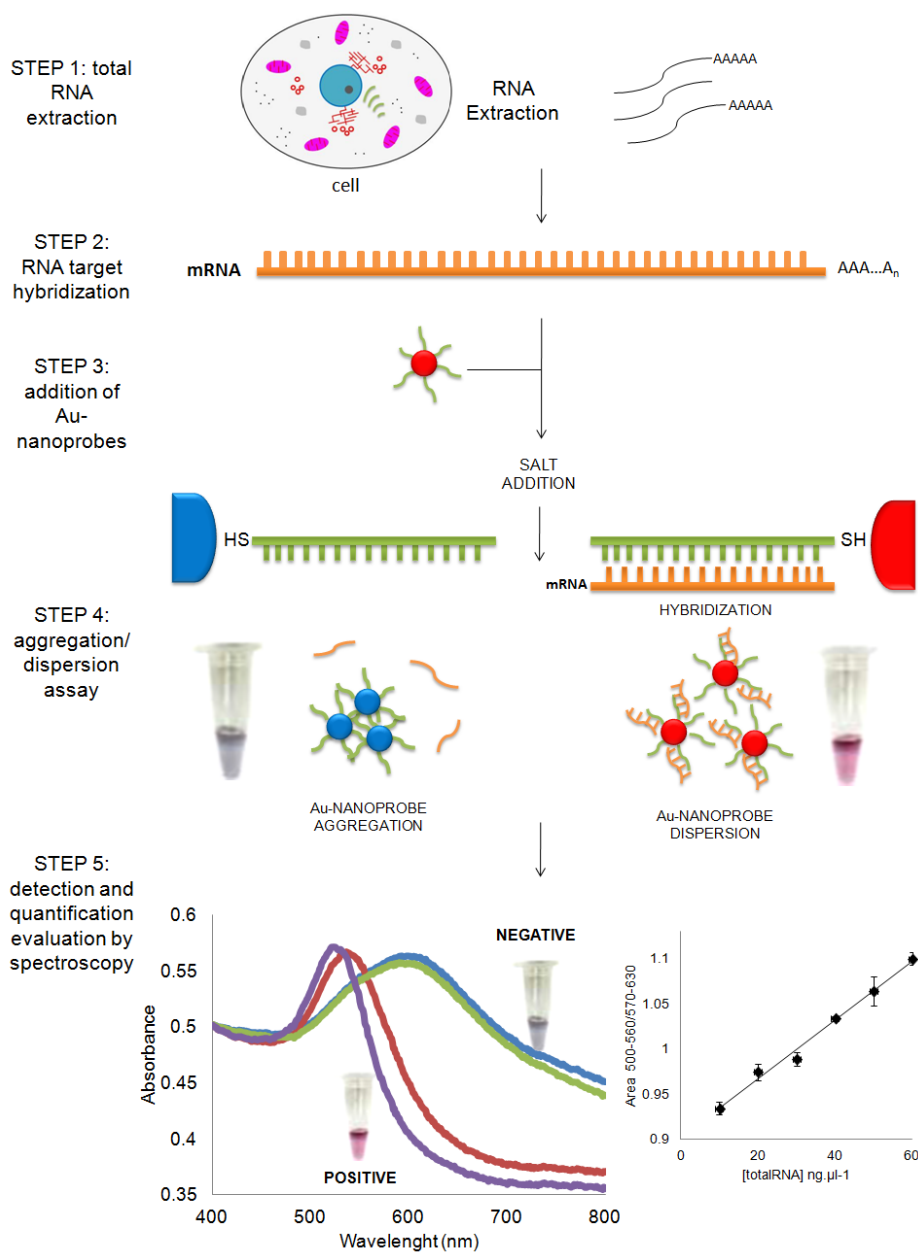 STEP 1: total
RNA
extraction
RNA
Extraction
AAAAA
AAAAA
cell
STEP 2:
RNA target
hybridization
mRNA
AAA...An
STEP 3:
addition of
Au-
nanoprobes
SALT
ADDITION
HS
SH
mRNA
HYBRIDIZATION
STEP 4:
aggregation/
dispersion
assay
Au-NANOPROBE
AGGREGATION
Au-NANOPROBE
DISPERSION
STEP 5:
detection and
quantification
evaluation by
spectroscopy
0.6
0.55
0.5
0.45
0.4
0.35
Absorbance
NEGATIVE
POSITIVE
400
500
600
700
800
Wavelenght (nm)
1.1
1.05
1
0.95
0.9
Area 500-560/570-630
0
20
40
60
[totalRNA] ng.µl-1